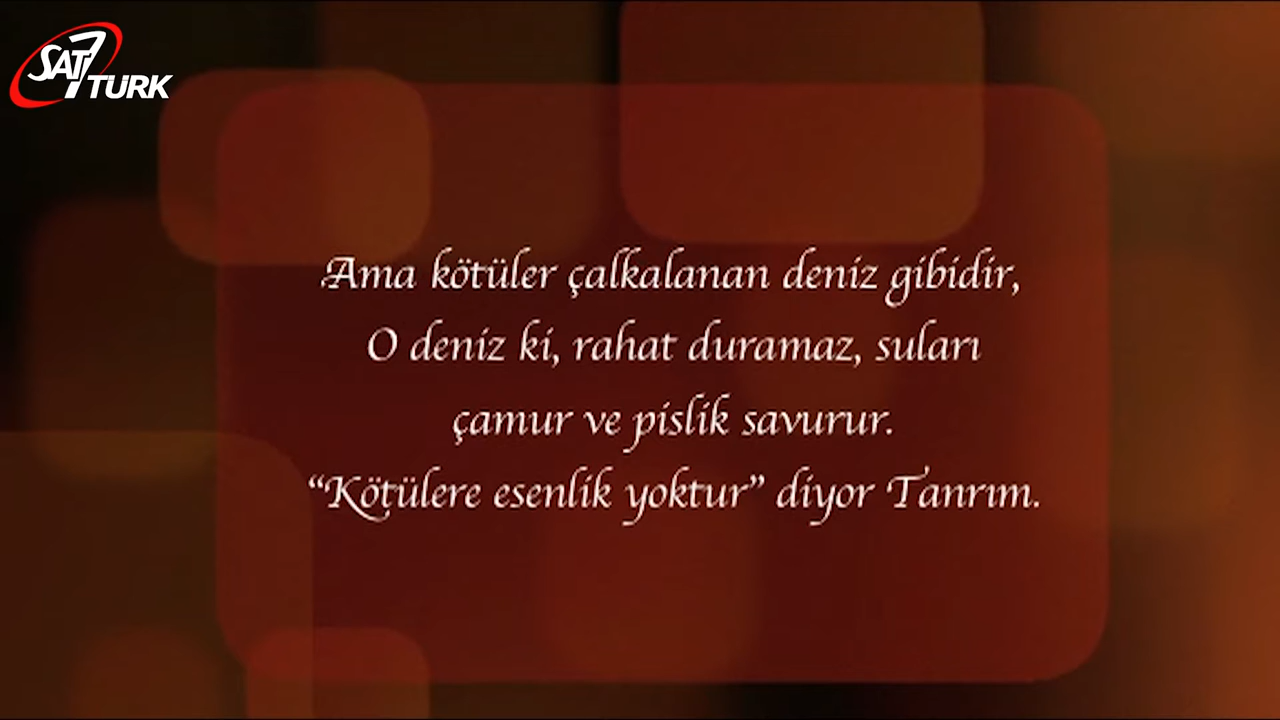 SAT7
TURK
Ama kötüler çalkalanan deniz gibidir,
O deniz ki, rahat duramaz, suları
çamur ve pislik savurur.
“Kötülere esenlik yoktur” diyor Tanrım.